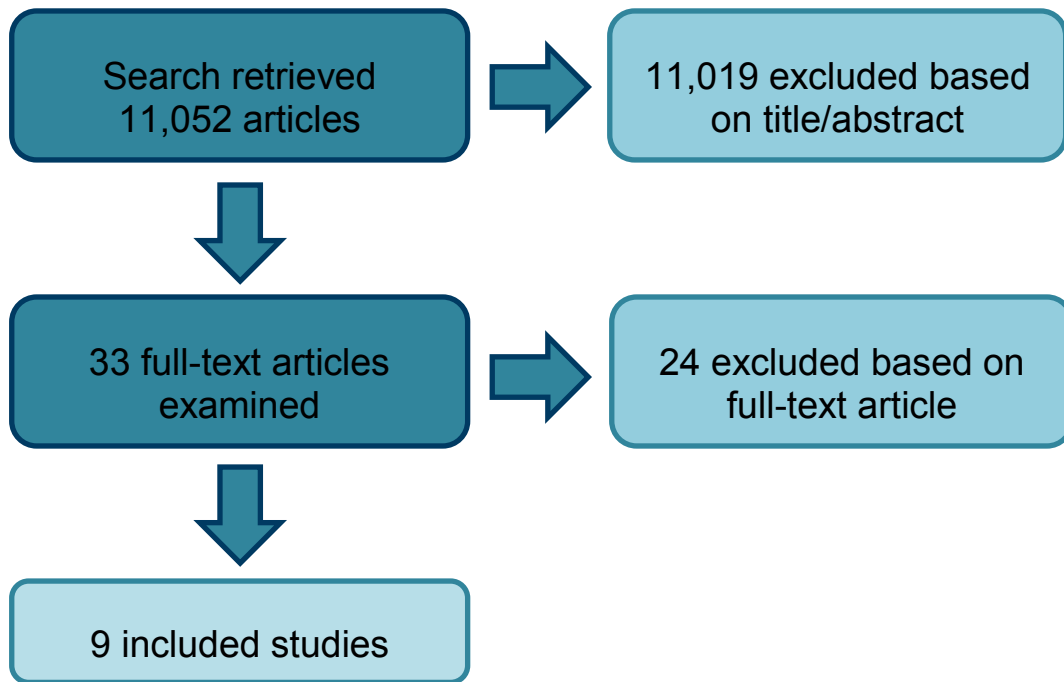 Search retrieved
11,052 articles
11,019 excluded based
on title/abstract
33 full-text articles
examined
24 excluded based on
full-text article
9 included studies